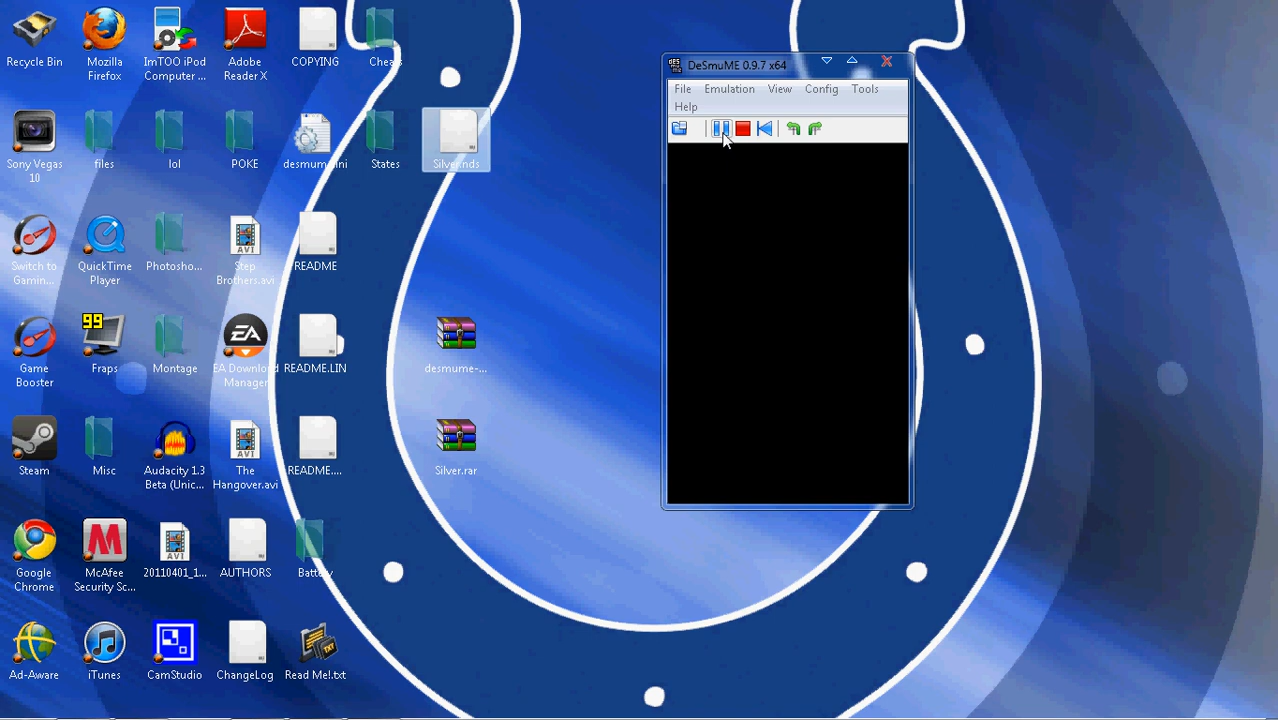 Recycle Bin
Mozilla
Firefox
ImTOO iPod
Computer ...
Adobe
Reader X
COPYING
Cheats
Sony Vegas
10
files
lol
POKE
desmume.ini
States
Silver.nds
Switch to
Gamin...
QuickTime
Player
Photosho...
Step
Brothers.avi
README
Game
Booster
99
Fraps
Montage
EA
EA Download
Manager
README.LIN
desmume-...
Steam
Misc
Audacity 1.3
Beta (Unic...
The
Hangover.avi
README....
Silver.rar
Google
Chrome
McAfee
Security Sc...
20110401_1...
AUTHORS
Battery
Ad-Aware
iTunes
CamStudio
ChangeLog
Read Me!.txt
DeSmuME 0.9.7 x64
File Emulation View Config Tools
Help